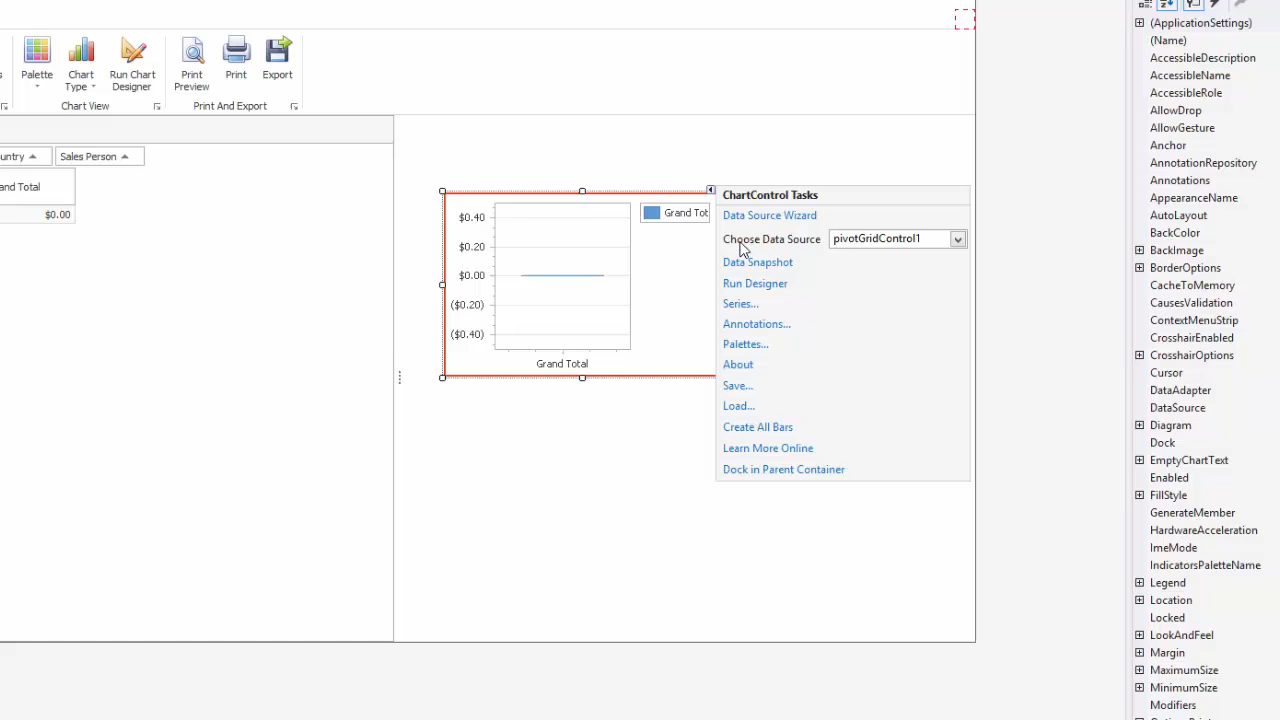 Palette
Chart
Type
Run Chart
Designer
Print
Preview
Print
Export
Chart View
Print And Export
untry
Sales Person
and Total
$0.00
$0.40
$0.20
$0.00
($0.20)
($0.40)
Grand Total
Grand Tot
ChartControl Tasks
Data Source Wizard
Choose Data Source pivotGridControl1
Data Snapshot
Run Designer
Series...
Annotations...
Palettes...
About
Save...
Load...
Create All Bars
Learn More Online
Dock in Parent Container
(ApplicationSettings)
(Name)
AccessibleDescription
AccessibleName
AccessibleRole
AllowDrop
AllowGesture
Anchor
AnnotationRepository
Annotations
AppearanceName
AutoLayout
BackColor
BackImage
BorderOptions
CacheToMemory
CausesValidation
ContextMenuStrip
CrosshairEnabled
CrosshairOptions
Cursor
DataAdapter
DataSource
Diagram
Dock
EmptyChartText
Enabled
FillStyle
GenerateMember
HardwareAcceleration
ImeMode
IndicatorsPaletteName
Legend
Location
Locked
LookAndFeel
Margin
MaximumSize
MinimumSize
Modifiers